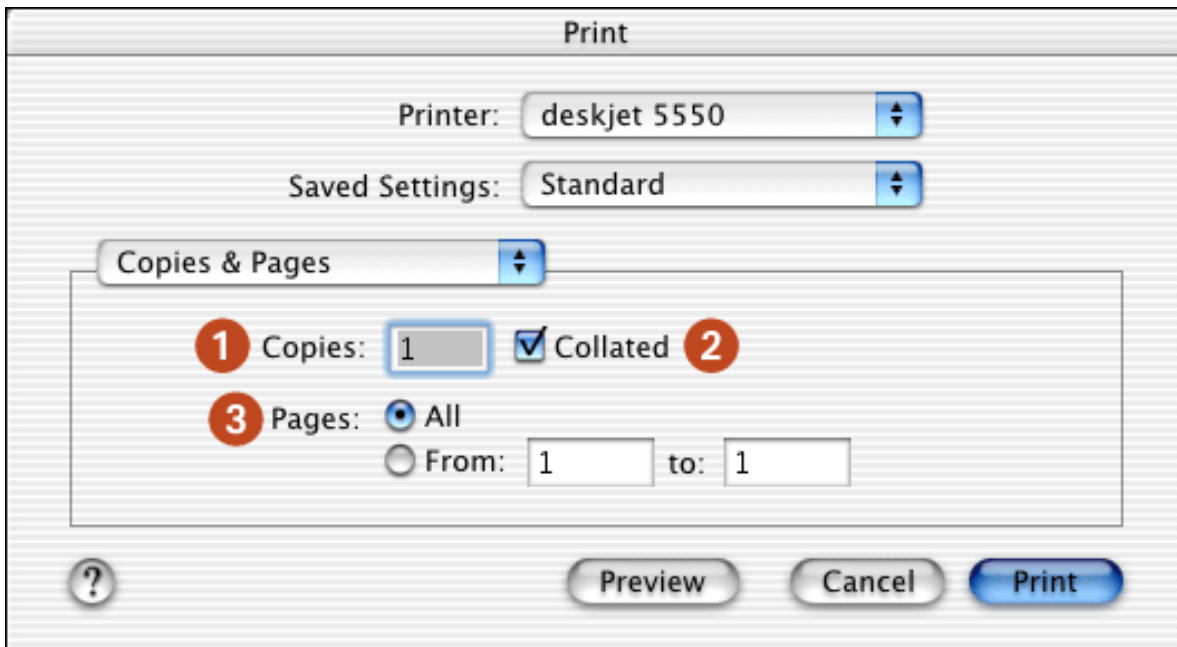 Print
Printer: deskjet 5550
Saved Settings: Standard
Copies & Pages
1 Copies: 1 Collated 2
3 Pages: All
From: 1 to: 1
? Preview Cancel Print